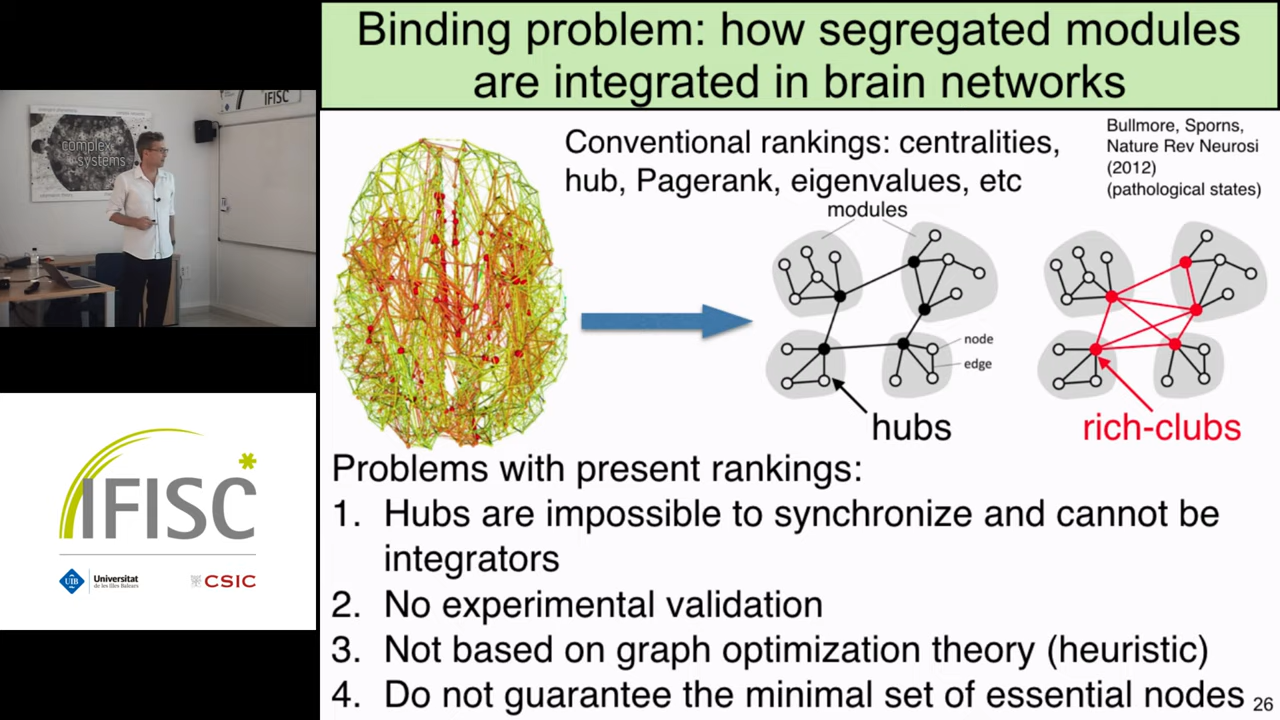 Binding problem: how segregated modules
are integrated in brain networks
IFISC
complex
systems
Conventional rankings: centralities,
hub, Pagerank, eigenvalues, etc
Bullmore, Sporns,
Nature Rev Neurosi
(2012)
(pathological states)
modules
node
edge
hubs
rich-clubs
Problems with present rankings:
1. Hubs are impossible to synchronize and cannot be
integrators
2. No experimental validation
3. Not based on graph optimization theory (heuristic)
4. Do not guarantee the minimal set of essential nodes
26
IFISC
UIB
Universitat
de les Illes Balears
CSIC